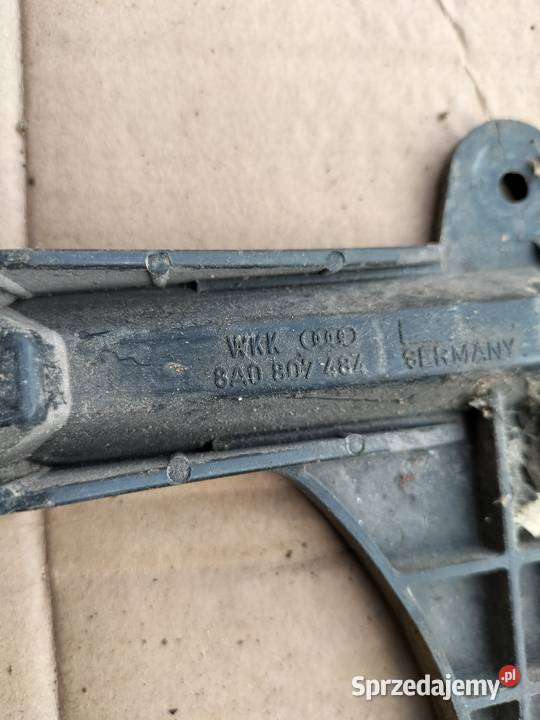 WKK
8A0 807 484
L
GERMANY
Sprzedajemy.pl